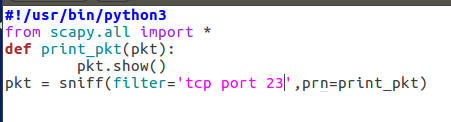 #!/usr/bin/python3
from scapy.all import *
def print_pkt(pkt):
        pkt.show()
pkt = sniff(filter='tcp port 23',prn=print_pkt)